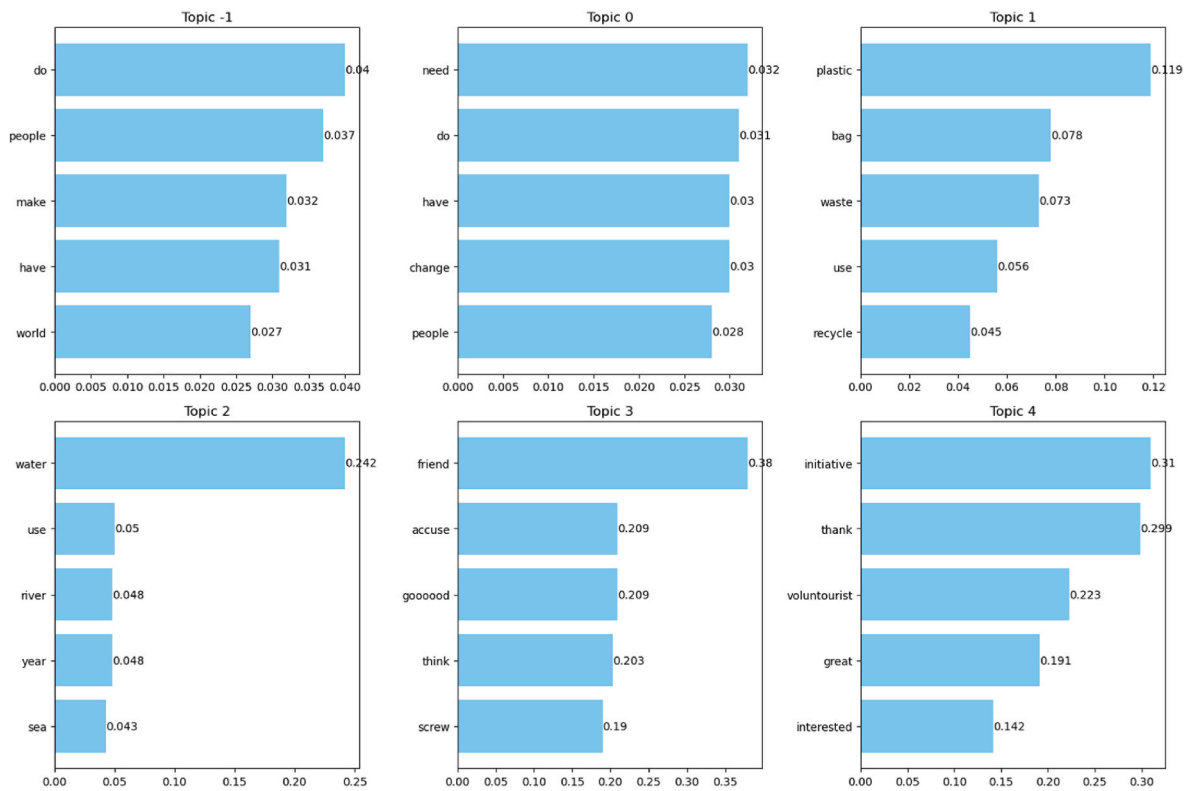 Topic -1
do 0.04
people 0.037
make 0.032
have 0.031
world 0.027
0.000 0.005 0.010 0.015 0.020 0.025 0.030 0.035 0.040
Topic 0
need 0.032
do 0.031
have 0.03
change 0.03
people 0.028
0.000 0.005 0.010 0.015 0.020 0.025 0.030
Topic 1
plastic 0.119
bag 0.078
waste 0.073
use 0.056
recycle 0.045
0.00 0.02 0.04 0.06 0.08 0.10 0.12
Topic 2
water 0.242
use 0.05
river 0.048
year 0.048
sea 0.043
0.00 0.05 0.10 0.15 0.20 0.25
Topic 3
friend 0.38
accuse 0.209
goooood 0.209
think 0.203
screw 0.19
0.00 0.05 0.10 0.15 0.20 0.25 0.30 0.35
Topic 4
initiative 0.31
thank 0.299
voluntourist 0.223
great 0.191
interested 0.142
0.00 0.05 0.10 0.15 0.20 0.25 0.30